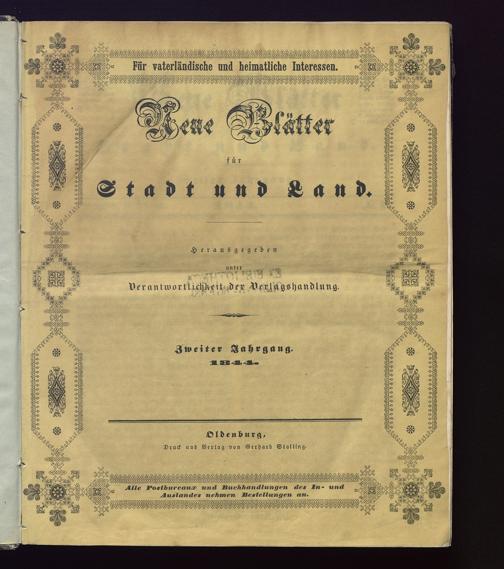 Für vaterländische und heimatliche Interessen.
Neue Blätter
für
Stadt und Land.
Herausgegeben
unter
Verantwortlichkeit der Verlagshandlung.
Zweiter Jahrgang.
1844.
Oldenburg,
Druck und Verlag von Gerhard Stalling.
Alle Postbureaux und Buchhandlungen des In- und
Auslandes nehmen Bestellungen an.